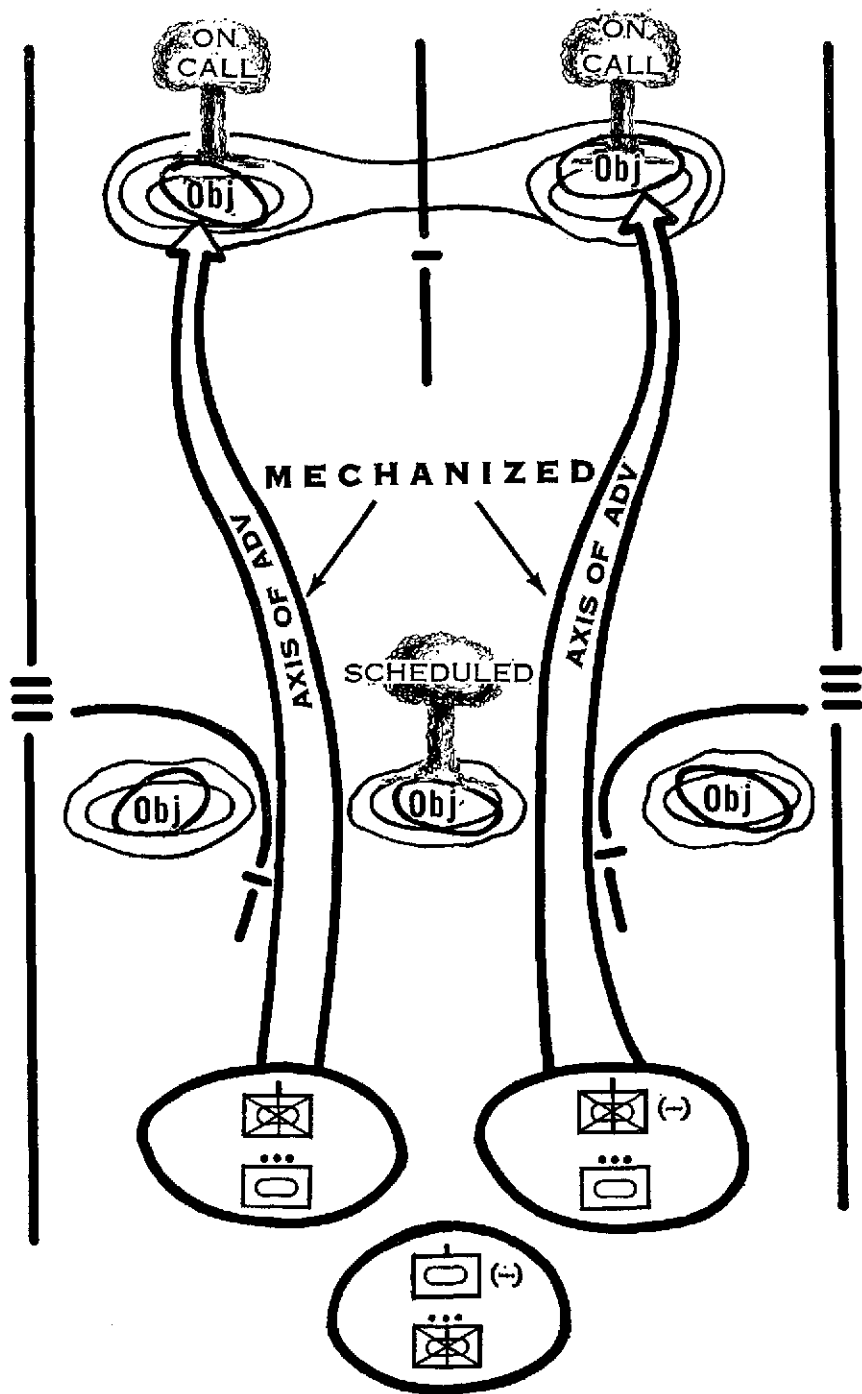 ON
CALL
ON
CALL
Obj
Obj
MECHANIZED
AXIS OF ADV
AXIS OF ADV
SCHEDULED
Obj
Obj
Obj
(-)
(-)